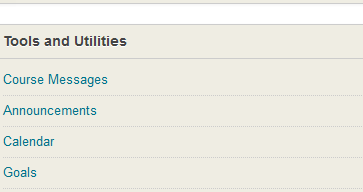 Tools and Utilities
Course Messages
Announcements
Calendar
Goals